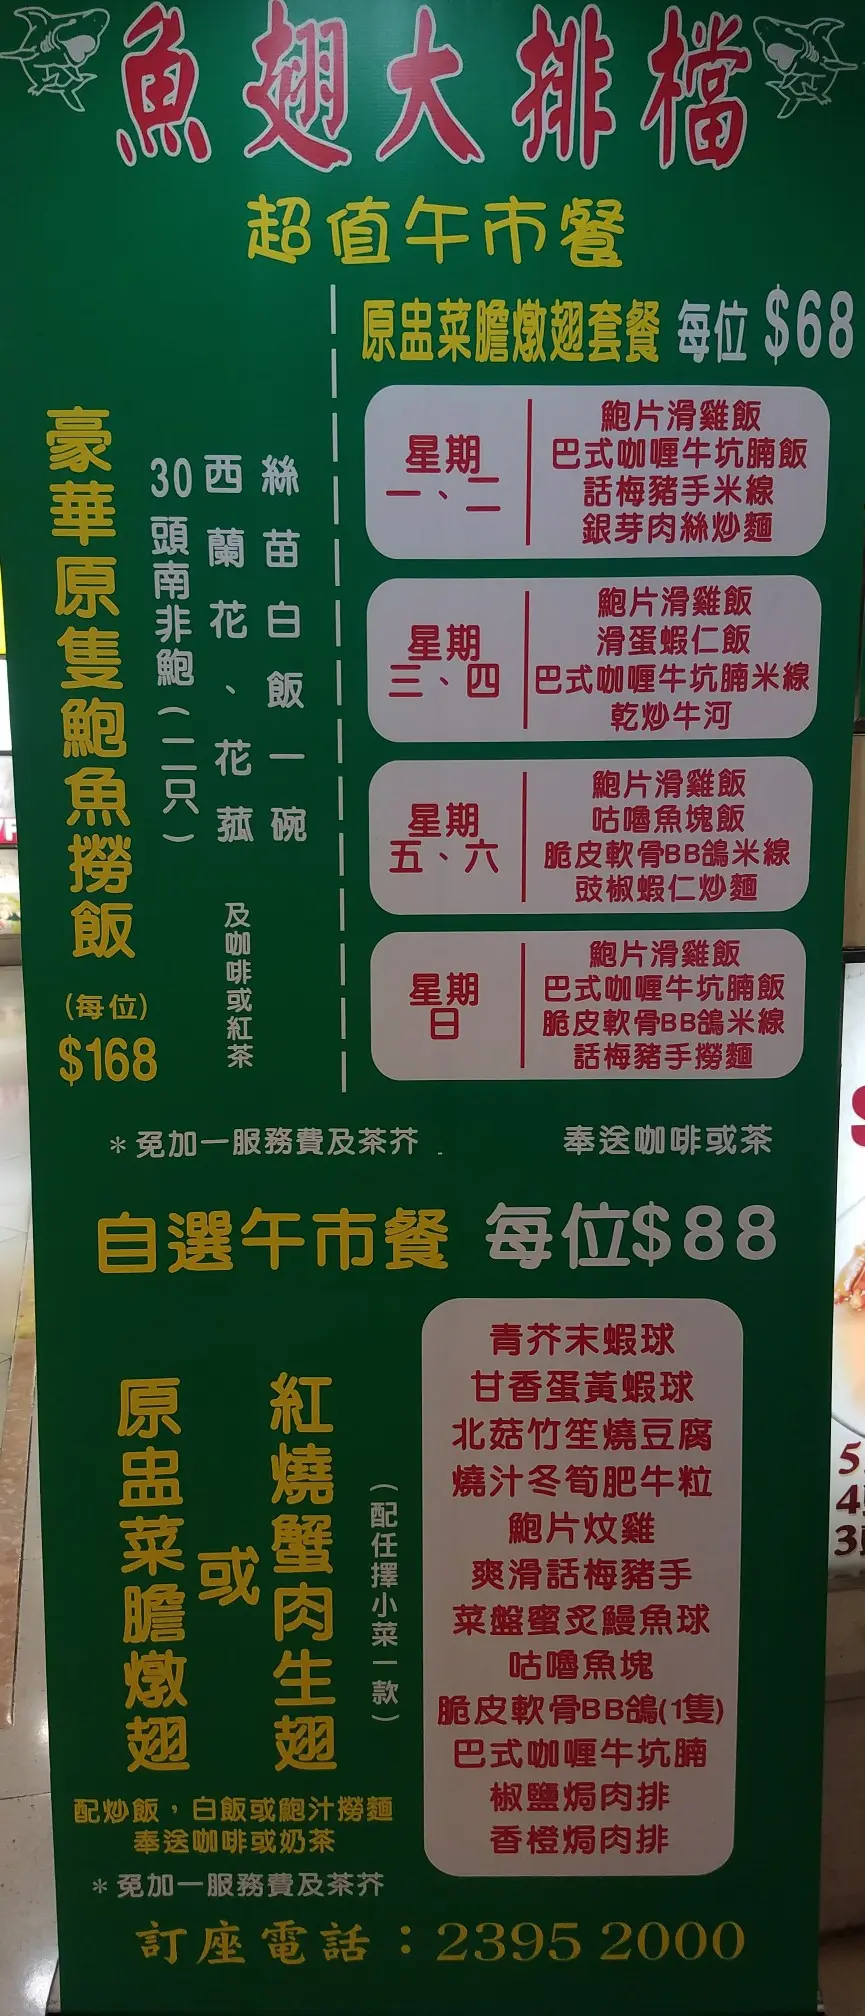 魚翅大排檔
超值午市餐
豪華原隻鮑魚撈飯
(每位)
$168
30頭南非鮑(二只)
西蘭花、花菰
絲苗白飯一碗
及咖啡或紅茶
原盅菜膽燉翅套餐 每位 $68
星期
一、二
鮑片滑雞飯
巴式咖喱牛坑腩飯
話梅豬手米線
銀芽肉絲炒麵
星期
三、四
鮑片滑雞飯
滑蛋蝦仁飯
巴式咖喱牛坑腩米線
乾炒牛河
星期
五、六
鮑片滑雞飯
咕嚕魚塊飯
脆皮軟骨BB鴿米線
豉椒蝦仁炒麵
星期
日
鮑片滑雞飯
巴式咖喱牛坑腩飯
脆皮軟骨BB鴿米線
話梅豬手撈麵
*免加一服務費及茶芥
奉送咖啡或茶
自選午市餐 每位$88
原盅菜膽燉翅
或
紅燒蟹肉生翅
(配任擇小菜一款)
青芥末蝦球
甘香蛋黃蝦球
北菇竹笙燒豆腐
燒汁冬筍肥牛粒
鮑片炆雞
爽滑話梅豬手
菜盤蜜炙鰻魚球
咕嚕魚塊
脆皮軟骨BB鴿(1隻)
巴式咖喱牛坑腩
椒鹽焗肉排
香橙焗肉排
配炒飯，白飯或鮑汁撈麵
奉送咖啡或奶茶
*免加一服務費及茶芥
訂座電話：2395 2000